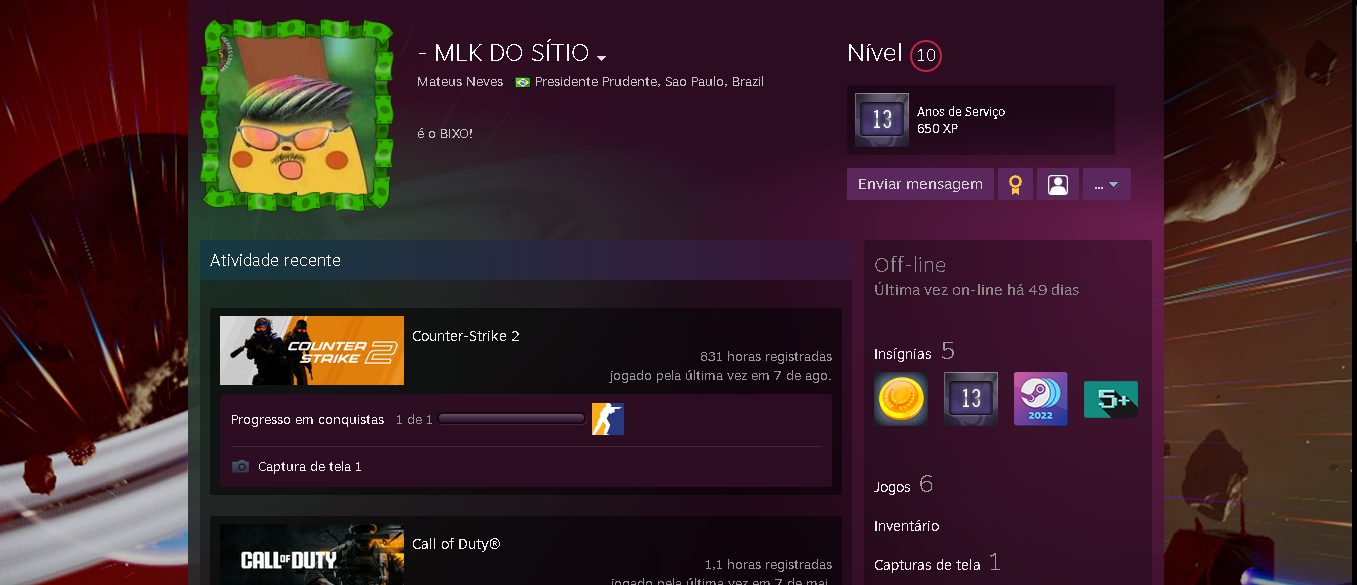 - MLK DO SÍTIO
Mateus Neves Presidente Prudente, Sao Paulo, Brazil
é o BIXO!
Nível 10
13
Anos de Serviço
650 XP
Enviar mensagem
...
Atividade recente
COUNTER STRIKE 2
Counter-Strike 2
831 horas registradas
jogado pela última vez em 7 de ago.
Progresso em conquistas 1 de 1
Captura de tela 1
CALL OF DUTY
Call of Duty®
1,1 horas registradas
jogado pela última vez em 7 de mai.
Off-line
Última vez on-line há 49 dias
Insígnias 5
13
2022
5+
Jogos 6
Inventário
Capturas de tela 1